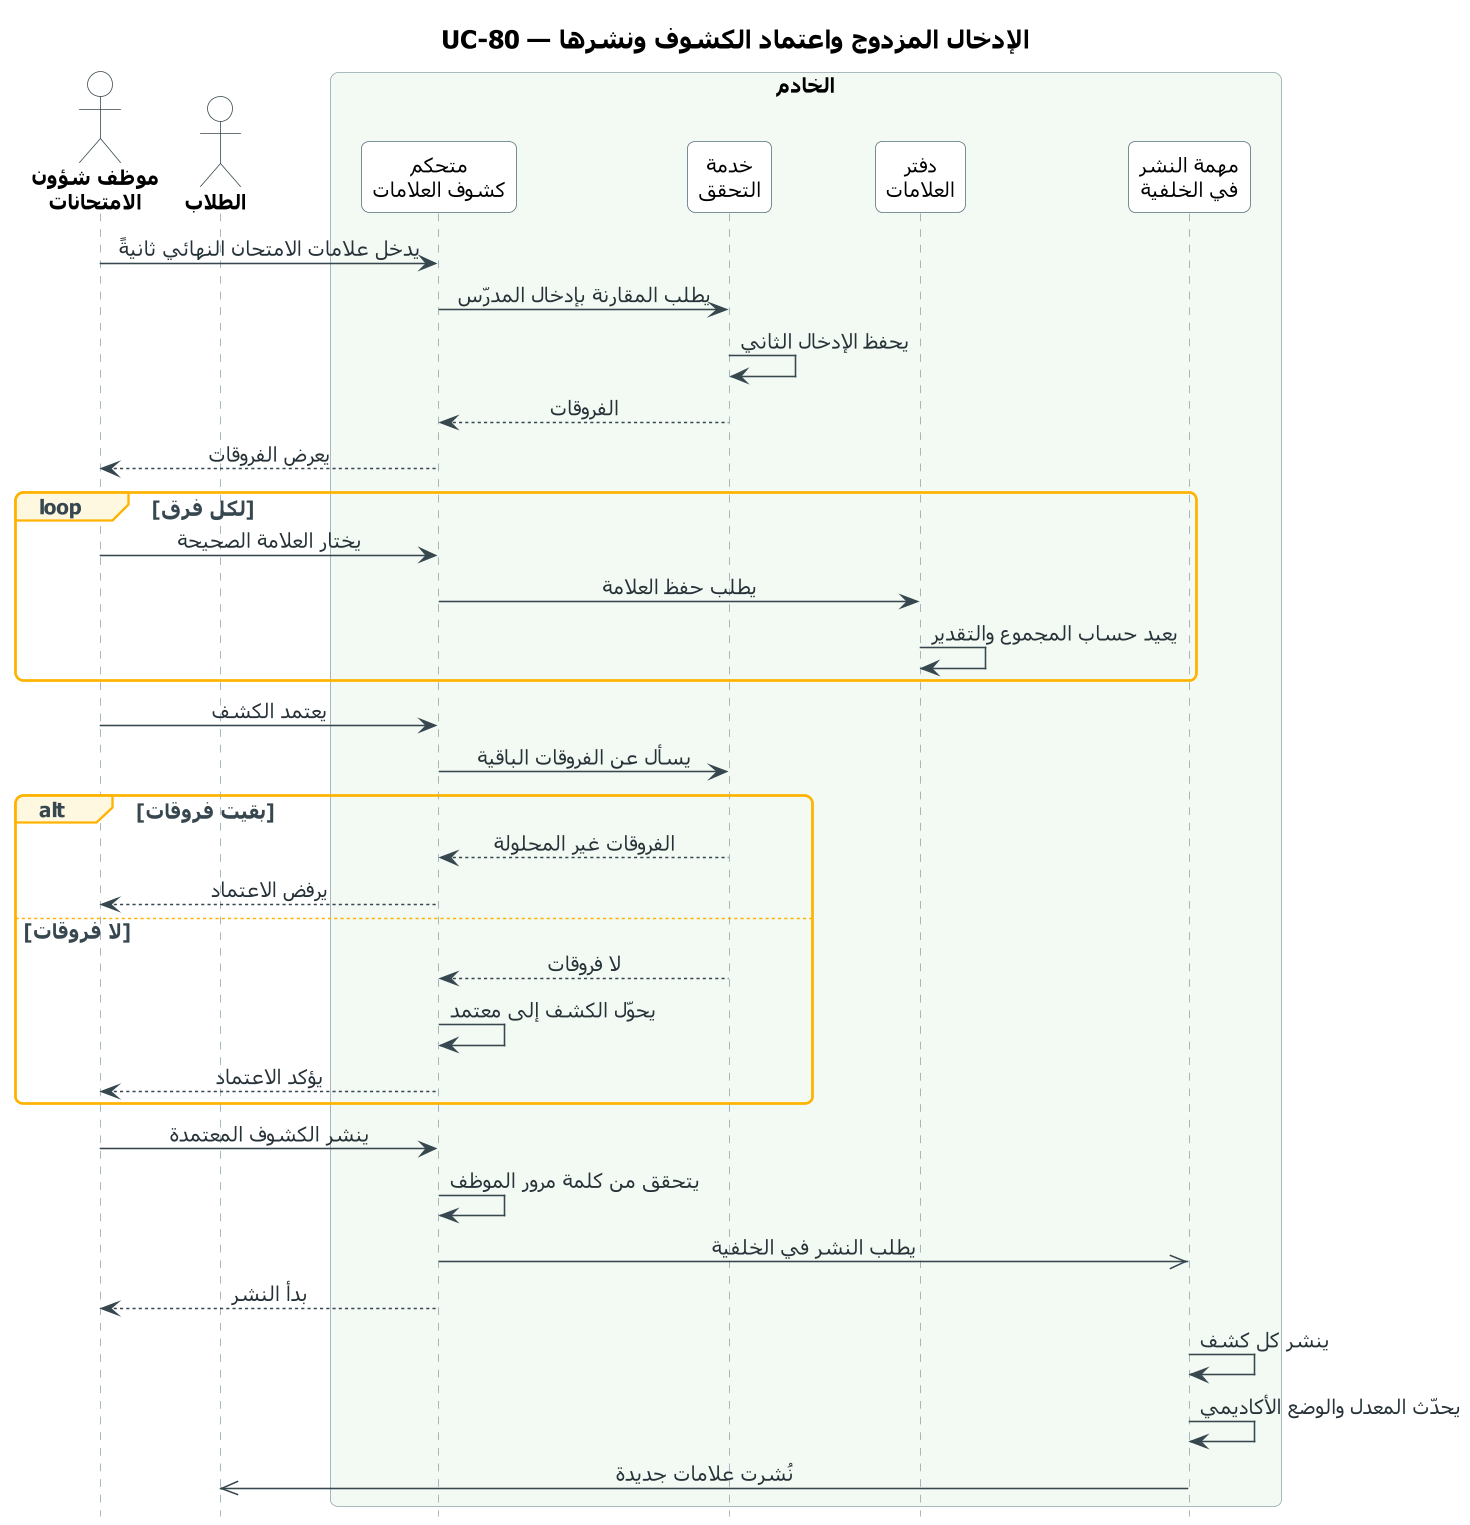 UC-80 — الإدخال المزدوج واعتماد الكشوف ونشرها
الخادم
موظف شؤون
الامتحانات
الطلاب
متحكم
كشوف العلامات
خدمة
التحقق
دفتر
العلامات
مهمة النشر
في الخلفية
يدخل علامات الامتحان النهائي ثانيةً
يطلب المقارنة بإدخال المدرّس
يحفظ الإدخال الثاني
الفروقات
يعرض الفروقات
loop [لكل فرق]
يختار العلامة الصحيحة
يطلب حفظ العلامة
يعيد حساب المجموع والتقدير
يعتمد الكشف
يسأل عن الفروقات الباقية
alt [بقيت فروقات]
الفروقات غير المحلولة
يرفض الاعتماد
[لا فروقات]
لا فروقات
يحوّل الكشف إلى معتمد
يؤكد الاعتماد
ينشر الكشوف المعتمدة
يتحقق من كلمة مرور الموظف
يطلب النشر في الخلفية
بدأ النشر
ينشر كل كشف
يحدّث المعدل والوضع الأكاديمي
نُشرت علامات جديدة